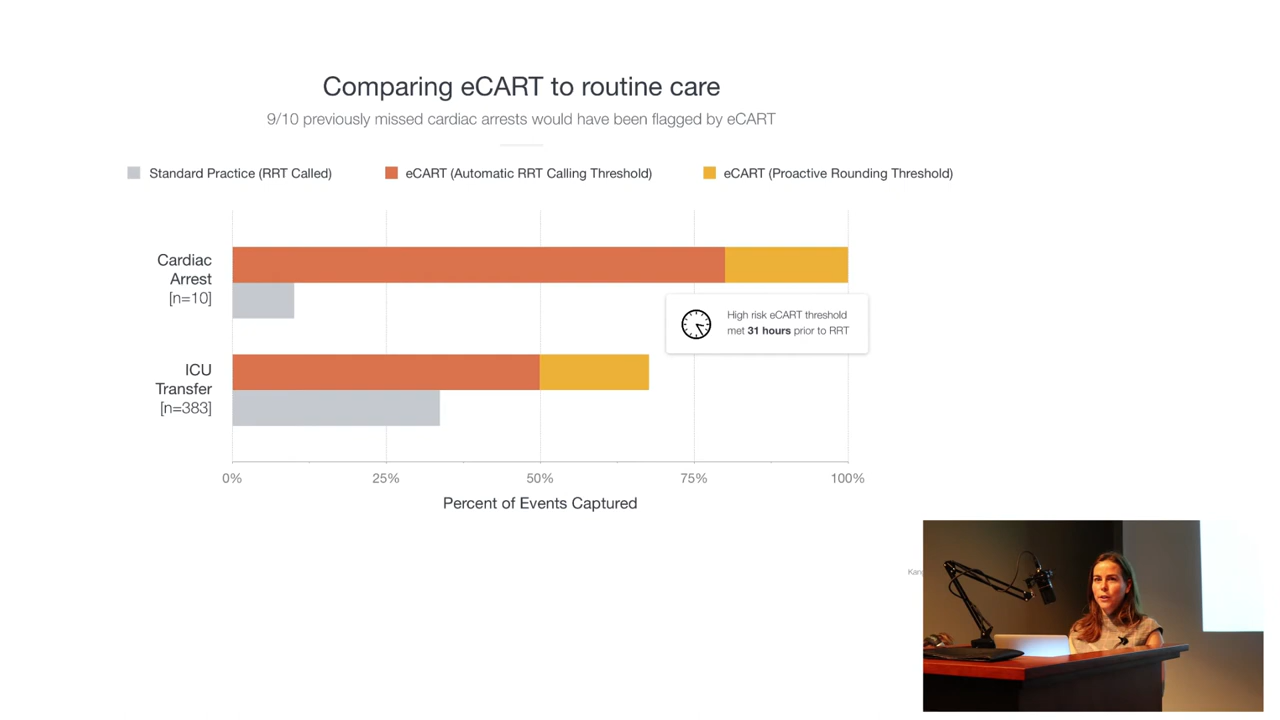 Comparing eCART to routine care
9/10 previously missed cardiac arrests would have been flagged by eCART
Standard Practice (RRT Called)
eCART (Automatic RRT Calling Threshold)
eCART (Proactive Rounding Threshold)
Cardiac
Arrest
[n=10]
High risk eCART threshold
met 31 hours prior to RRT
ICU
Transfer
[n=383]
0%
25%
50%
75%
100%
Percent of Events Captured